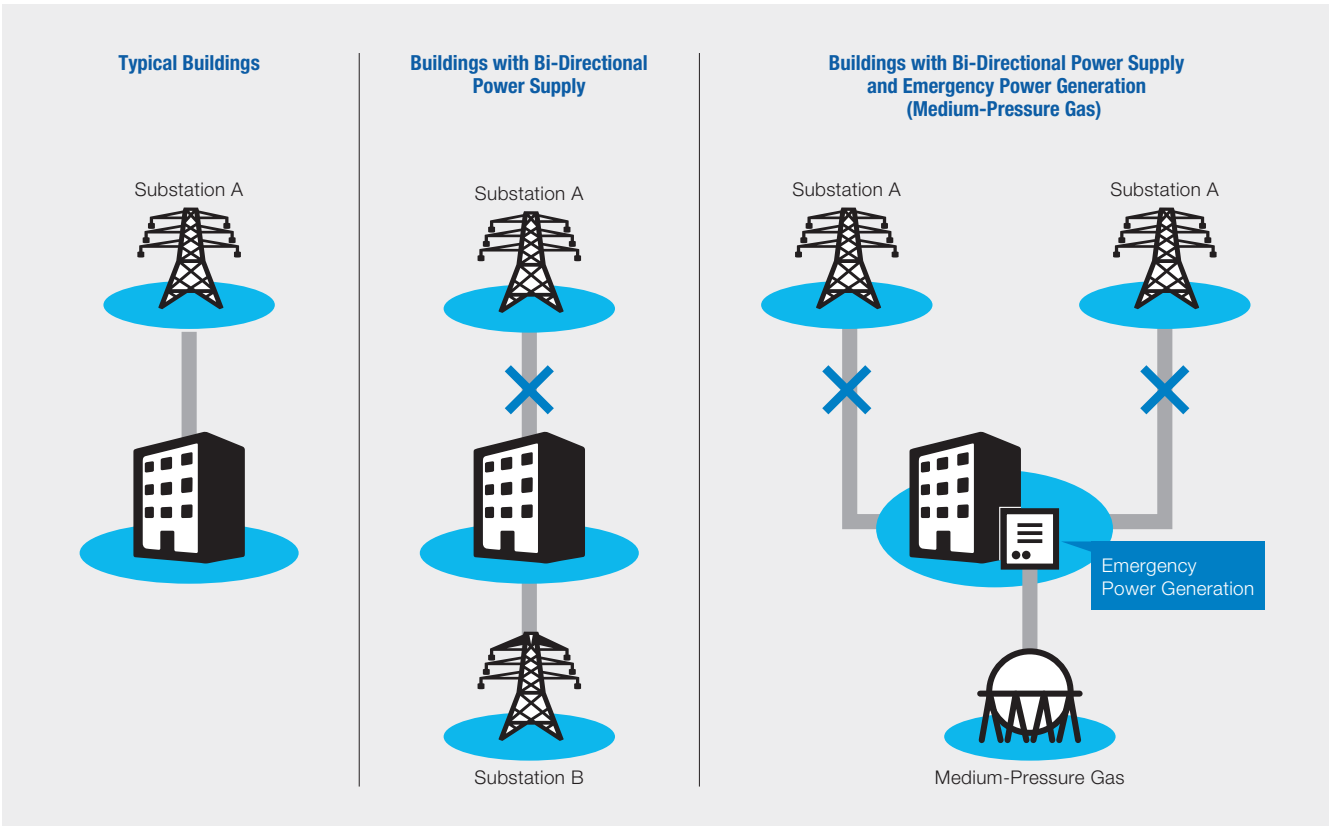 Typical Buildings
Substation A
Buildings with Bi-Directional
Power Supply
Substation A
Substation B
Buildings with Bi-Directional Power Supply
and Emergency Power Generation
(Medium-Pressure Gas)
Substation A
Substation A
Emergency
Power Generation
Medium-Pressure Gas